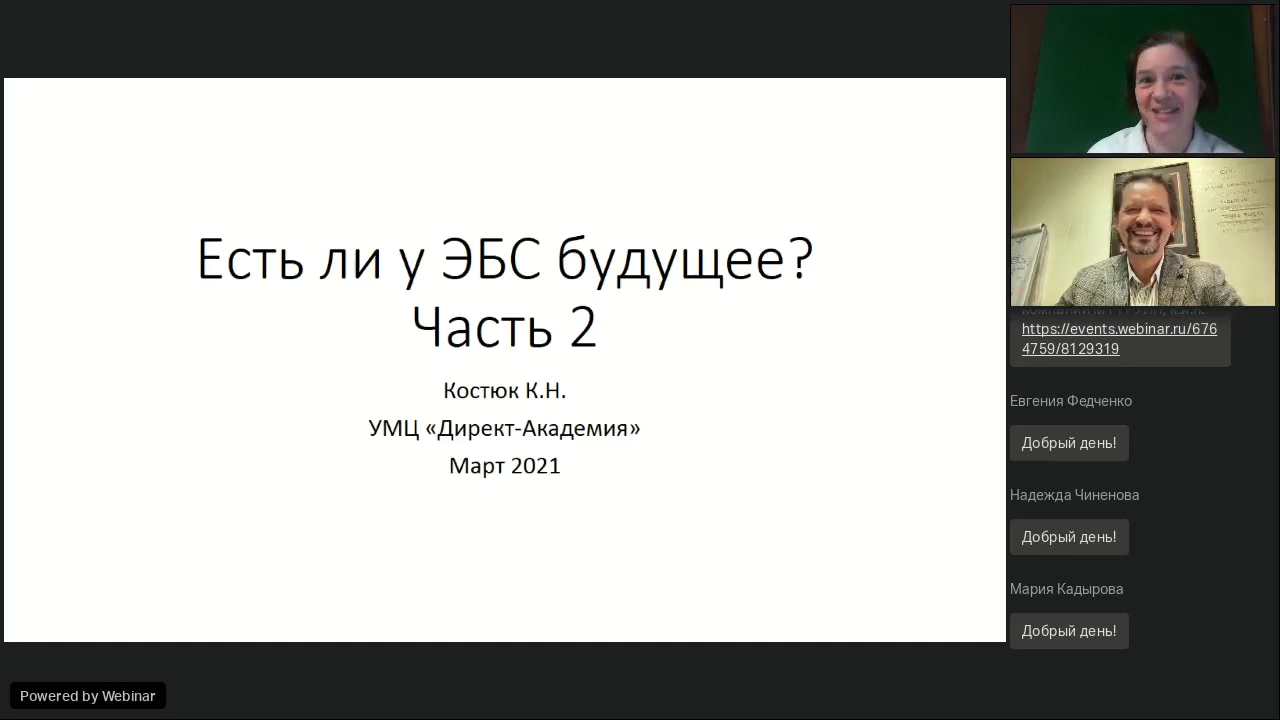 Есть ли у ЭБС будущее?
Часть 2
Костюк К.Н.
УМЦ «Директ-Академия»
Март 2021
https://events.webinar.ru/676
4759/8129319
Евгения Федченко
Добрый день!
Надежда Чиненова
Добрый день!
Мария Кадырова
Добрый день!
Powered by Webinar